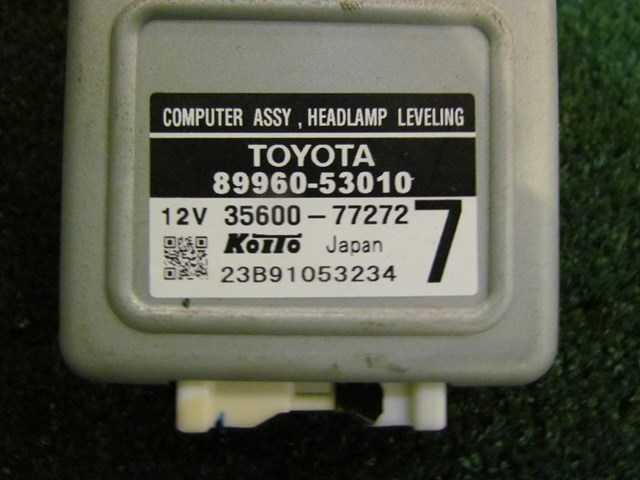 COMPUTER ASSY , HEADLAMP LEVELING
TOYOTA
89960-53010
12V 35600-77272 7
KOITO Japan
23B91053234